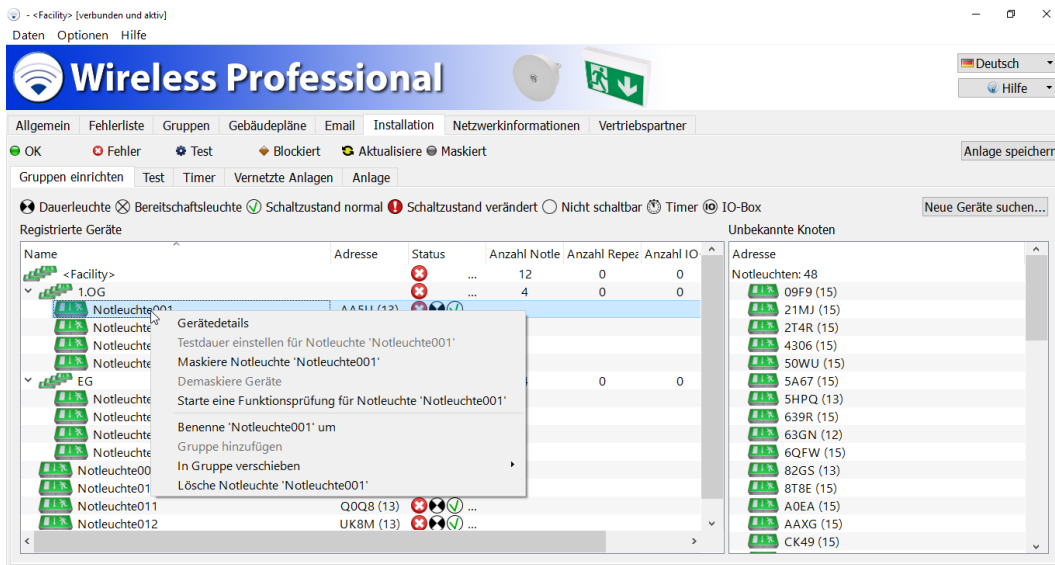 - <Facility> [verbunden und aktiv]
Daten Optionen Hilfe
Wireless Professional
Deutsch
Hilfe
Allgemein Fehlerliste Gruppen Gebäudepläne Email Installation Netzwerkinformationen Vertriebspartner
OK Fehler Test Blockiert Aktualisiere Maskiert
Anlage speichern
Gruppen einrichten Test Timer Vernetzte Anlagen Anlage
Dauerleuchte Bereitschaftsleuchte Schaltzustand normal Schaltzustand verändert Nicht schaltbar Timer IO-Box
Neue Geräte suchen...
Registrierte Geräte
Name Adresse Status Anzahl Notle Anzahl Repea Anzahl IO
<Facility> ... 12 0 0
1.OG ... 4 0 0
Notleuchte001
Notleuchte
Notleuchte
Notleuchte
EG 0 0
Notleuchte
Notleuchte
Notleuchte
Notleuchte
Notleuchte00
Notleuchte01
Notleuchte011 Q0Q8 (13) ...
Notleuchte012 UK8M (13) ...
Gerätedetails
Testdauer einstellen für Notleuchte 'Notleuchte001'
Maskiere Notleuchte 'Notleuchte001'
Demaskiere Geräte
Starte eine Funktionsprüfung für Notleuchte 'Notleuchte001'
Benenne 'Notleuchte001' um
Gruppe hinzufügen
In Gruppe verschieben
Lösche Notleuchte 'Notleuchte001'
Unbekannte Knoten
Adresse
Notleuchten: 48
09F9 (15)
21MJ (15)
2T4R (15)
4306 (15)
50WU (15)
5A67 (15)
5HPQ (13)
639R (15)
63GN (12)
6QFW (15)
82GS (13)
8T8E (15)
A0EA (15)
AAXG (15)
CK49 (15)